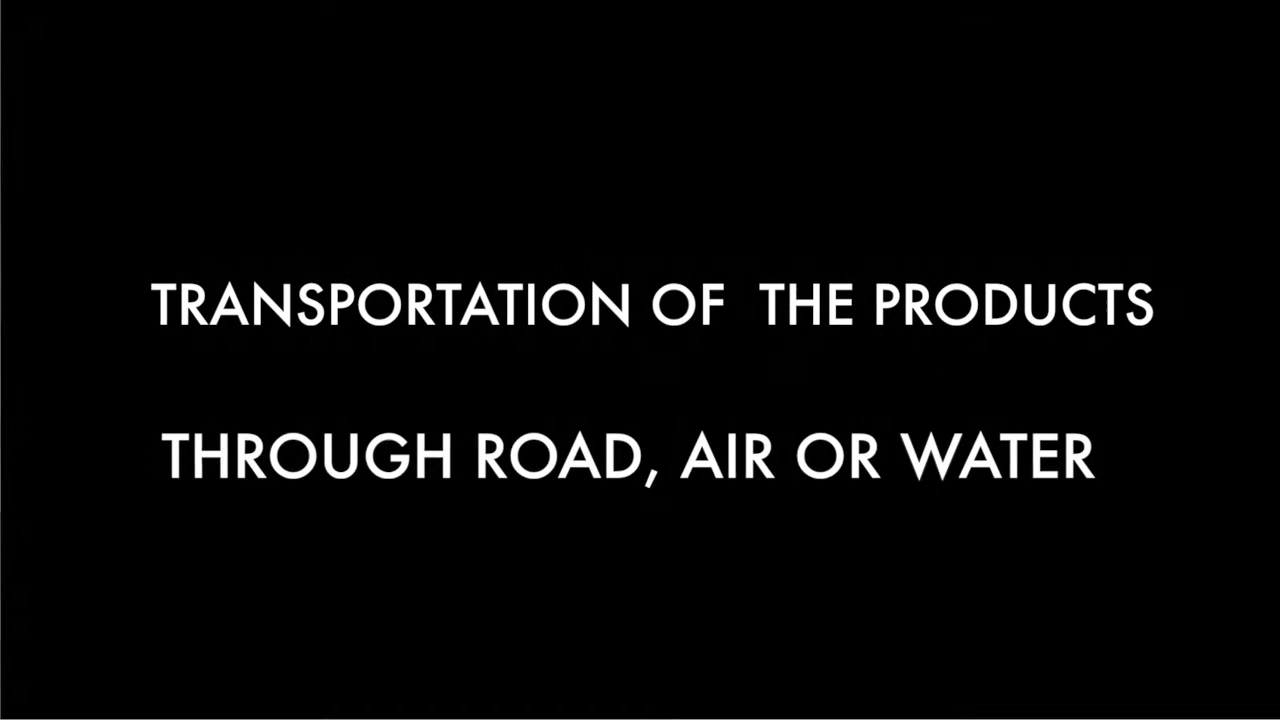 TRANSPORTATION OF  THE PRODUCTS
THROUGH ROAD, AIR OR WATER